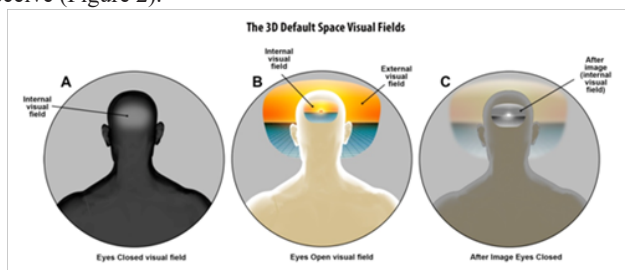 ceive (Figure 2).
The 3D Default Space Visual Fields
A
Internal
visual
field
Eyes Closed visual field
B
Internal
visual
field
External
visual
field
Eyes Open visual field
C
After
image
(internal
visual
field)
After Image Eyes Closed